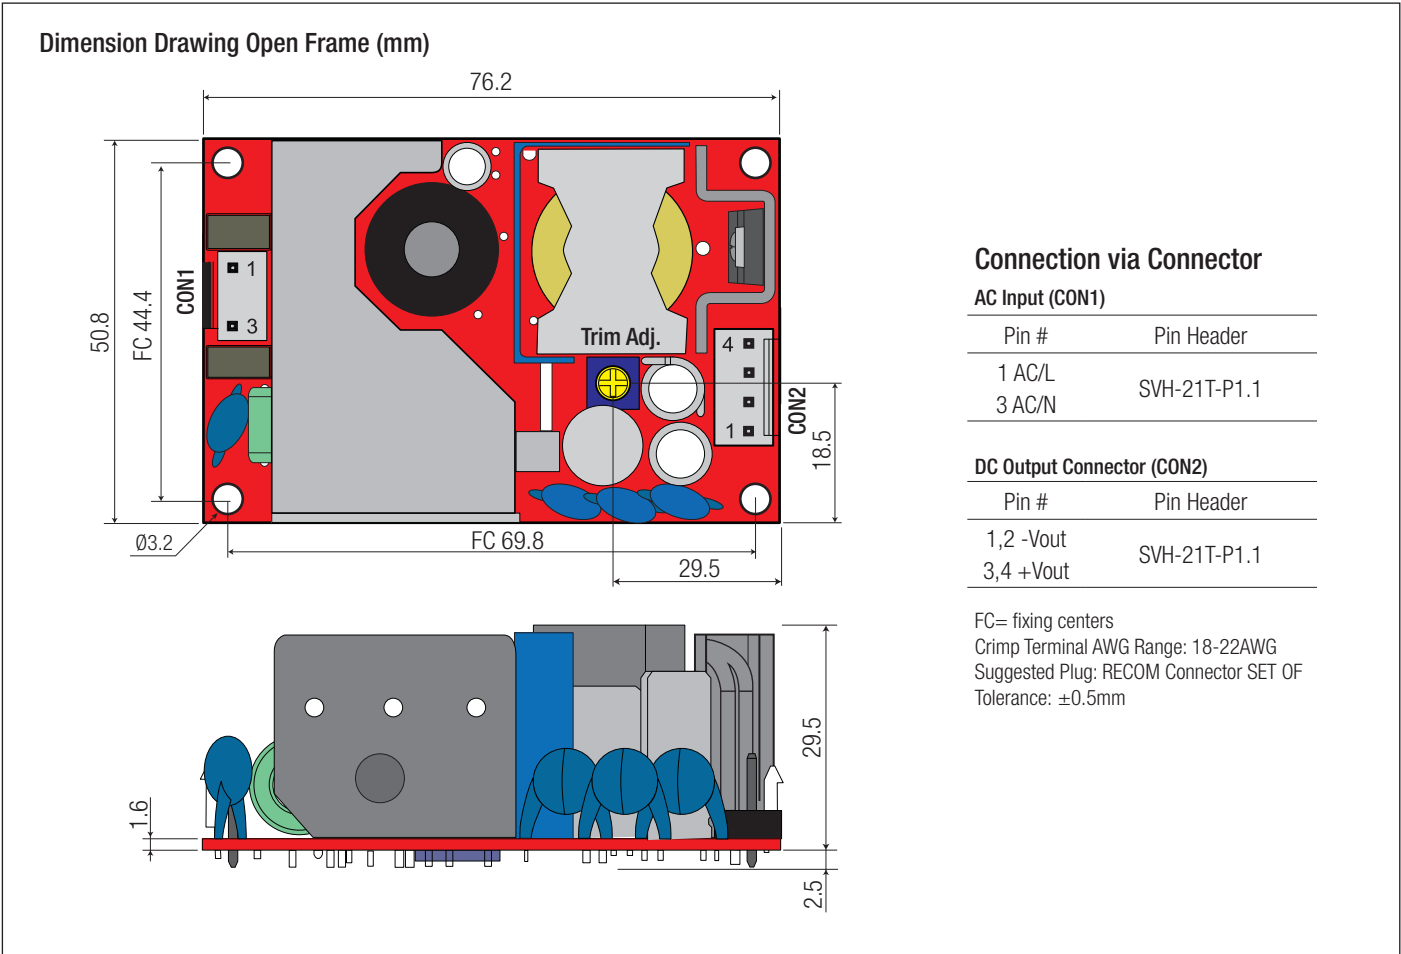 Dimension Drawing Open Frame (mm)
76.2
50.8
FC 44.4
CON1
1
3
Trim Adj.
4
1
CON2
18.5
Ø3.2
FC 69.8
29.5
1.6
29.5
2.5
Connection via Connector
AC Input (CON1)
Pin # Pin Header
1 AC/L
SVH-21T-P1.1
3 AC/N
DC Output Connector (CON2)
Pin # Pin Header
1,2 -Vout
SVH-21T-P1.1
3,4 +Vout
FC= fixing centers
Crimp Terminal AWG Range: 18-22AWG
Suggested Plug: RECOM Connector SET OF
Tolerance: ±0.5mm